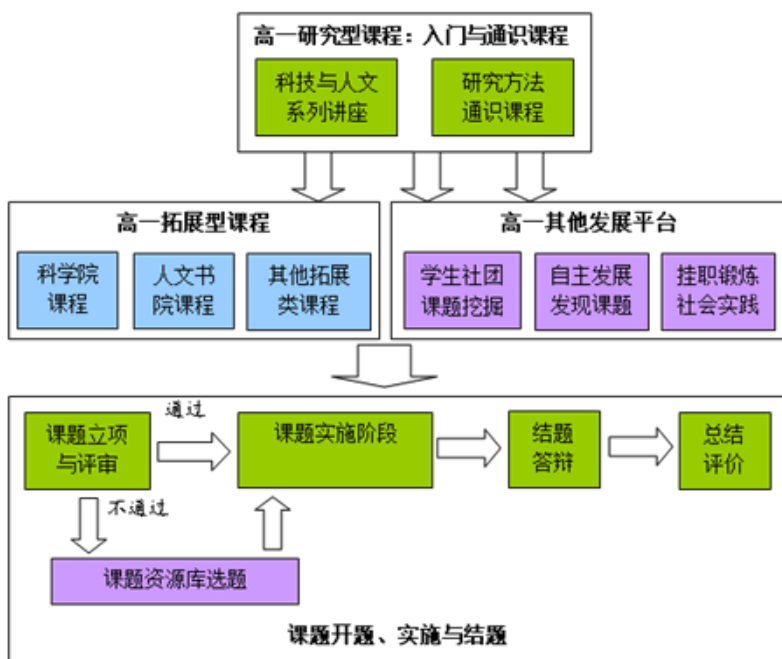 高一研究型课程：入门与通识课程
科技与人文
系列讲座
研究方法
通识课程
高一拓展型课程
科学院
课程
人文书
院课程
其他拓展
类课程
高一其他发展平台
学生社团
课题挖掘
自主发展
发现课题
挂职锻炼
社会实践
课题立项
与评审
通过
课题实施阶段
结题
答辩
总结
评价
不通过
课题资源库选题
课题开题、实施与结题